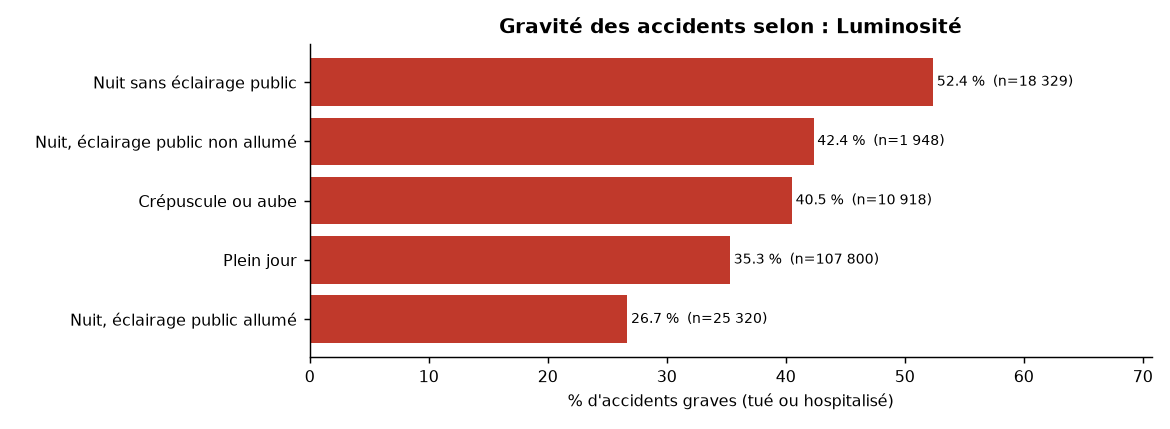 Gravité des accidents selon : Luminosité
Nuit sans éclairage public 52.4 % (n=18 329)
Nuit, éclairage public non allumé 42.4 % (n=1 948)
Crépuscule ou aube 40.5 % (n=10 918)
Plein jour 35.3 % (n=107 800)
Nuit, éclairage public allumé 26.7 % (n=25 320)
0 10 20 30 40 50 60 70
% d'accidents graves (tué ou hospitalisé)